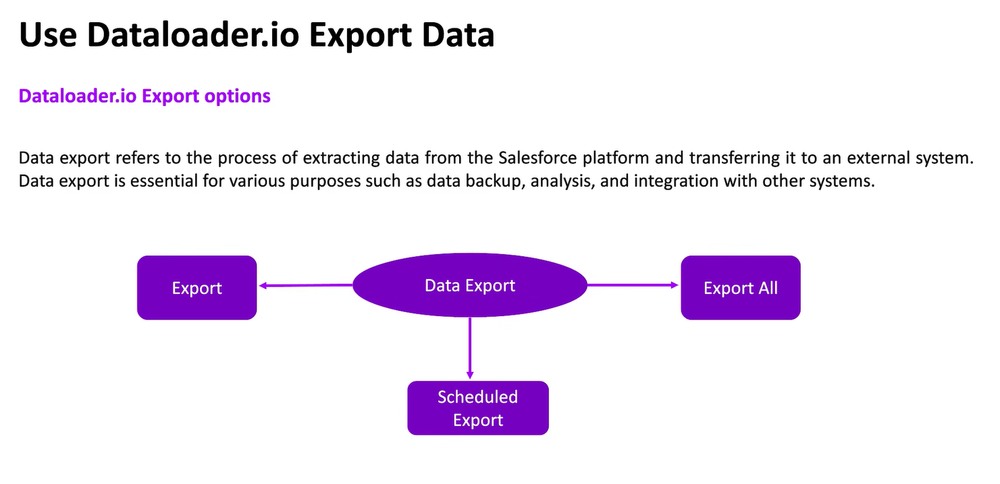 Use Dataloader.io Export Data
Dataloader.io Export options
Data export refers to the process of extracting data from the Salesforce platform and transferring it to an external system.
Data export is essential for various purposes such as data backup, analysis, and integration with other systems.
Export
Data Export
Export All
Scheduled
Export